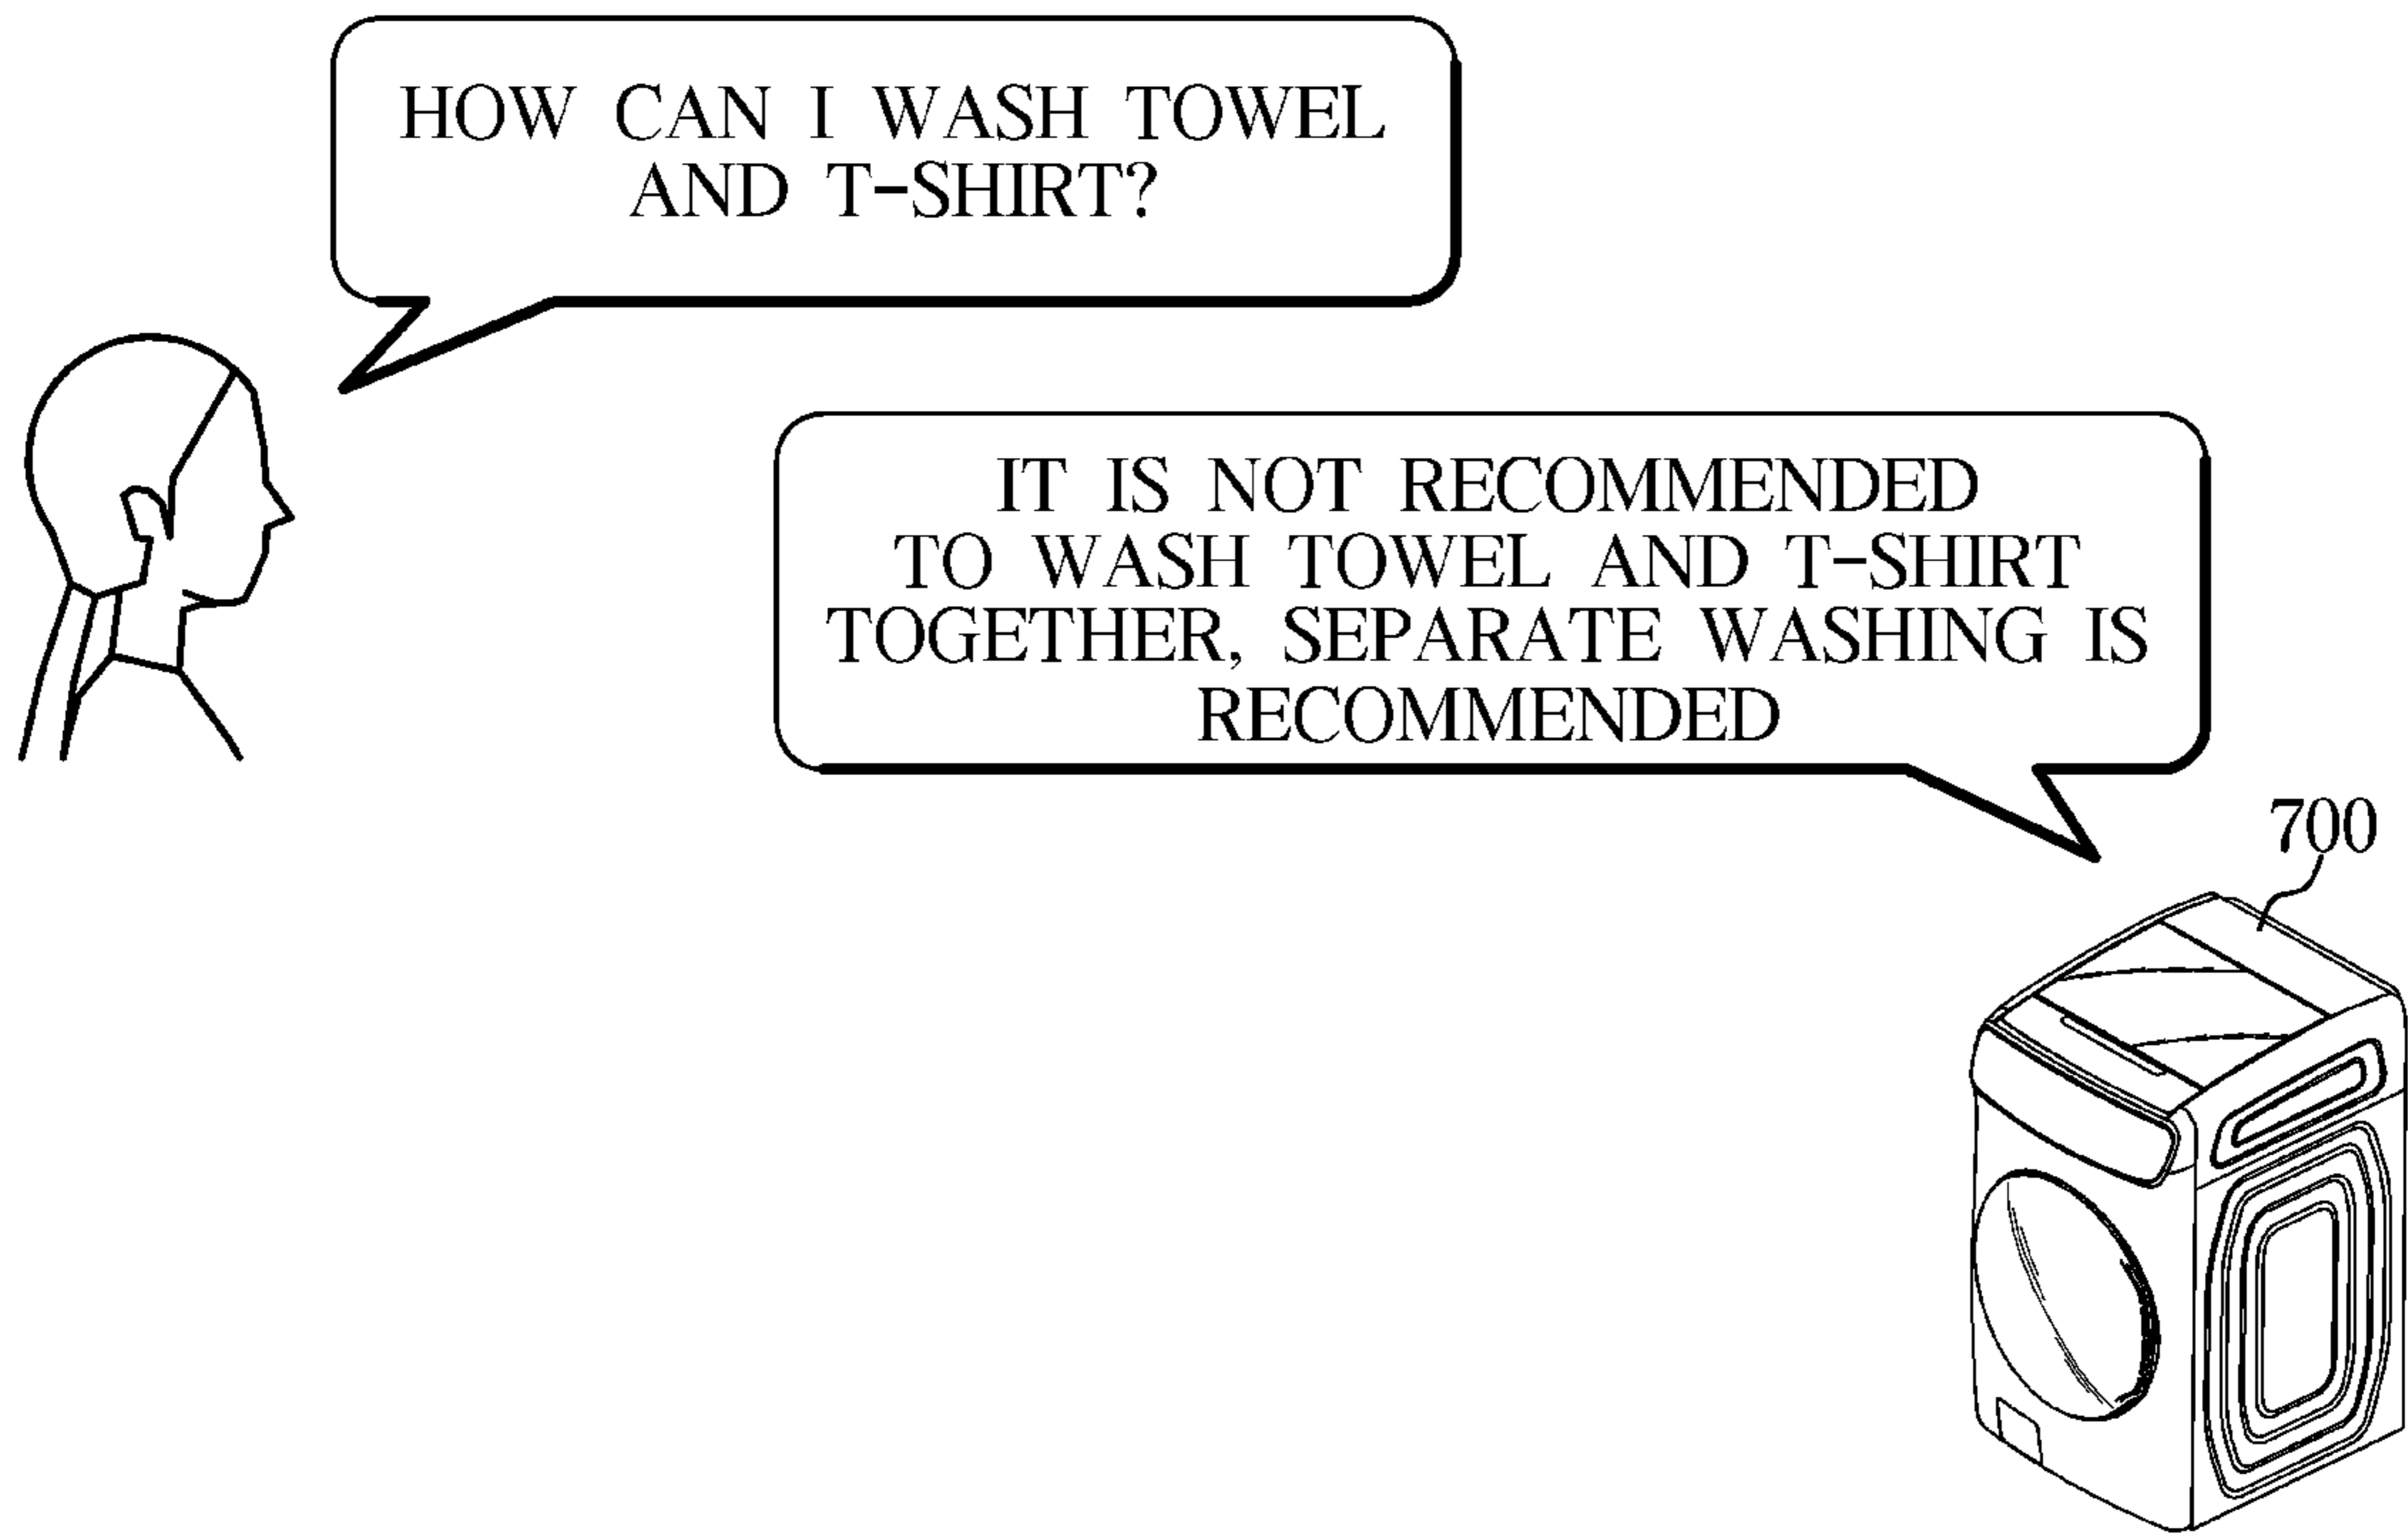 HOW CAN I WASH TOWEL
AND T-SHIRT?
IT IS NOT RECOMMENDED
TO WASH TOWEL AND T-SHIRT
TOGETHER, SEPARATE WASHING IS
RECOMMENDED
700